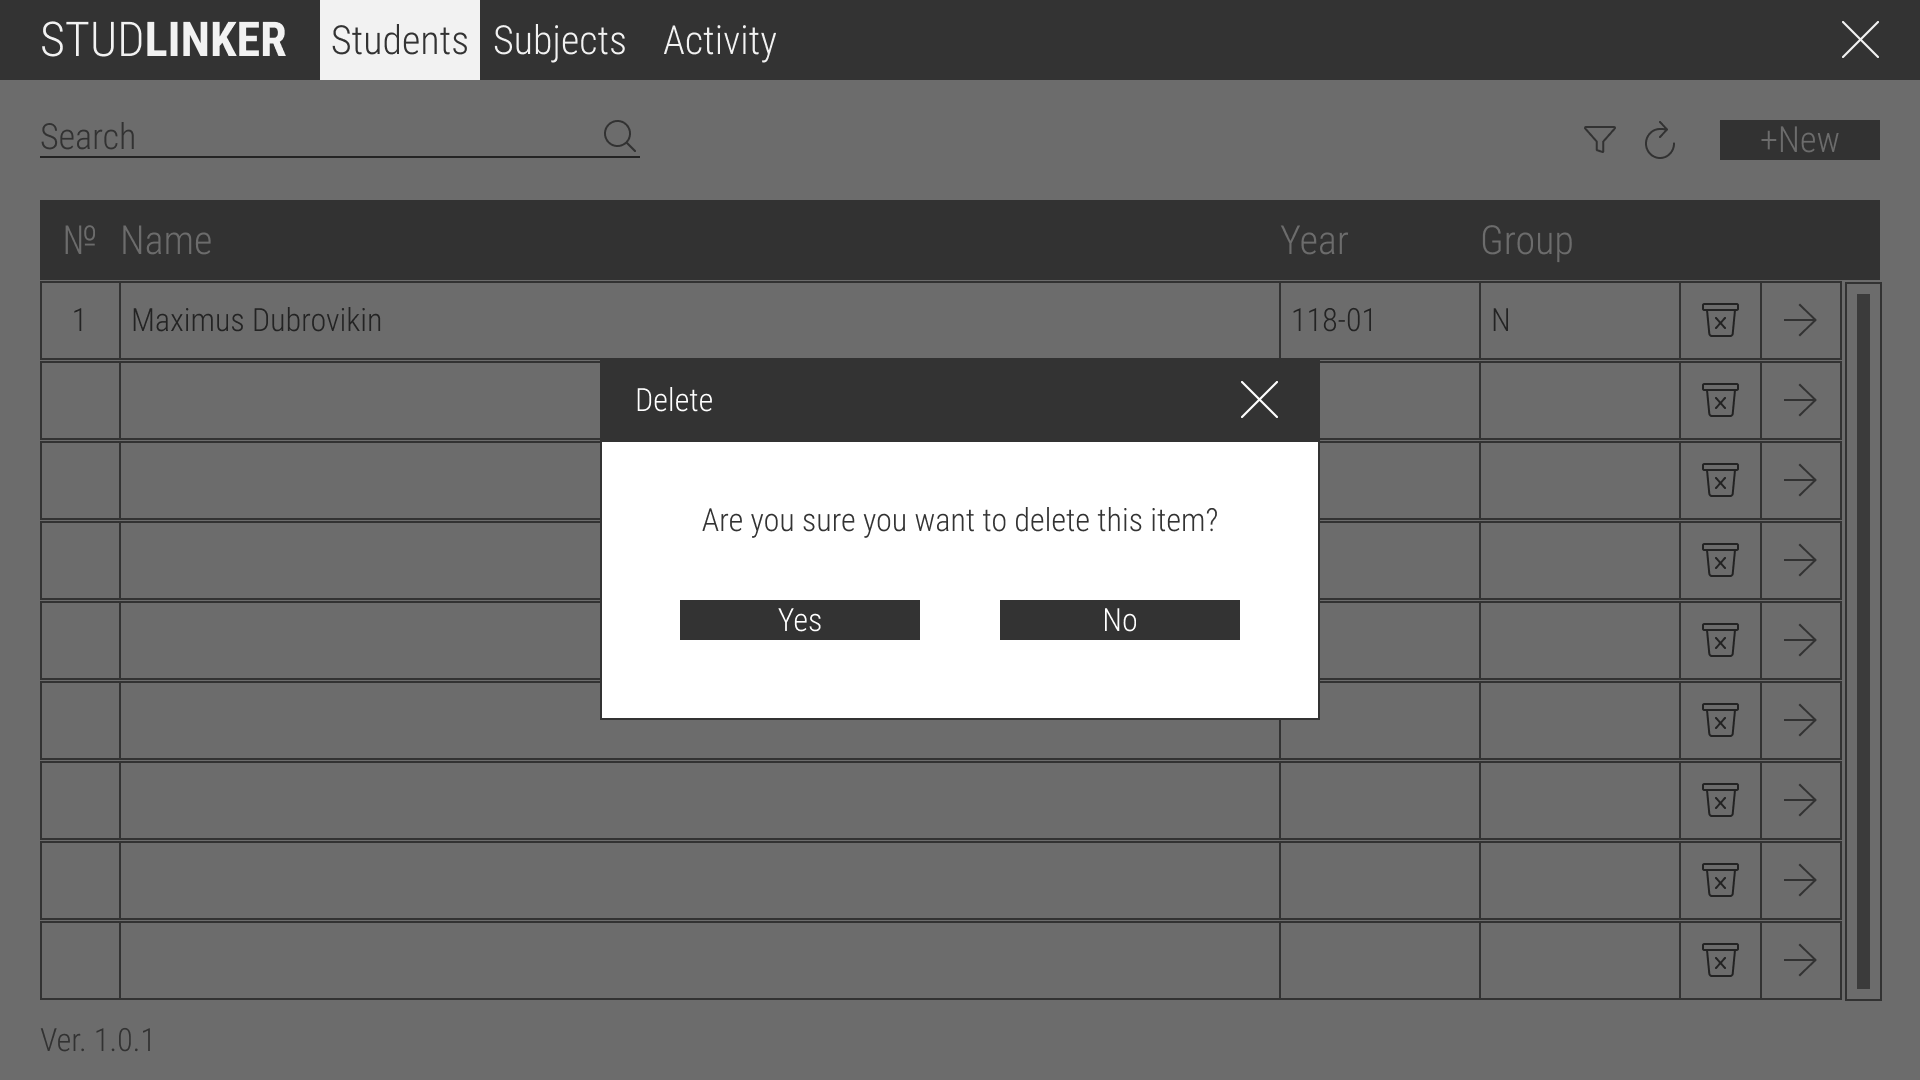 STUDLINKER Students Subjects Activity
Search
+New
Nº Name Year Group
1 Maximus Dubrovikin 118-01 N
Delete
Are you sure you want to delete this item?
Yes No
Ver. 1.0.1